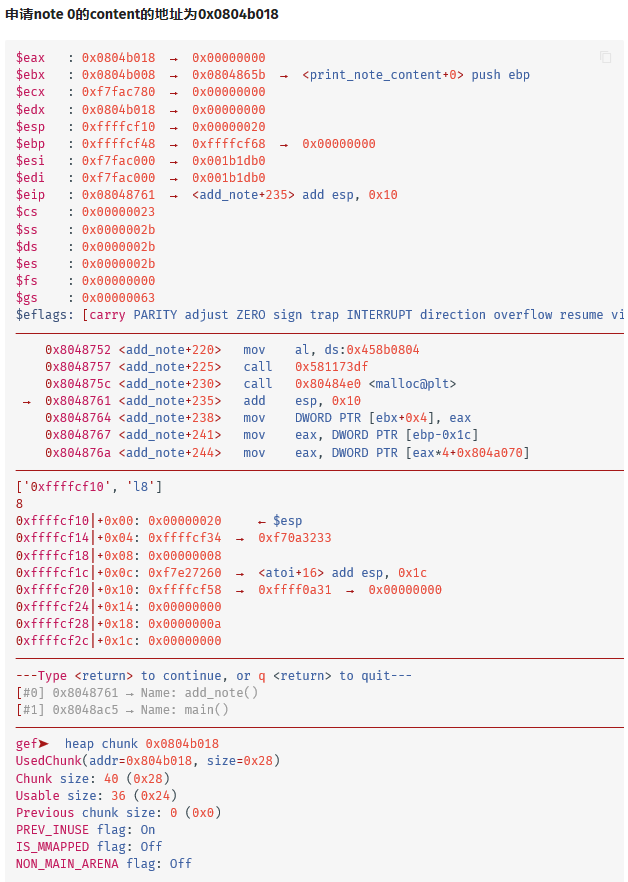 申请note 0的content的地址为0x0804b018
$eax   : 0x0804b018  →  0x00000000
$ebx   : 0x0804b008  →  0x0804865b  →  <print_note_content+0> push ebp
$ecx   : 0xf7fac780  →  0x00000000
$edx   : 0x0804b018  →  0x00000000
$esp   : 0xffffcf10  →  0x00000020
$ebp   : 0xffffcf48  →  0xffffcf68  →  0x00000000
$esi   : 0xf7fac000  →  0x001b1db0
$edi   : 0xf7fac000  →  0x001b1db0
$eip   : 0x08048761  →  <add_note+235> add esp, 0x10
$cs    : 0x00000023
$ss    : 0x0000002b
$ds    : 0x0000002b
$es    : 0x0000002b
$fs    : 0x00000000
$gs    : 0x00000063
$eflags: [carry PARITY adjust ZERO sign trap INTERRUPT direction overflow resume vi
0x8048752 <add_note+220>   mov    al, ds:0x458b0804
0x8048757 <add_note+225>   call   0x581173df
0x804875c <add_note+230>   call   0x80484e0 <malloc@plt>
→  0x8048761 <add_note+235>   add    esp, 0x10
0x8048764 <add_note+238>   mov    DWORD PTR [ebx+0x4], eax
0x8048767 <add_note+241>   mov    eax, DWORD PTR [ebp-0x1c]
0x804876a <add_note+244>   mov    eax, DWORD PTR [eax*4+0x804a070]
['0xffffcf10', 'l8']
8
0xffffcf10│+0x00: 0x00000020     ← $esp
0xffffcf14│+0x04: 0xffffcf34  →  0xf70a3233
0xffffcf18│+0x08: 0x00000008
0xffffcf1c│+0x0c: 0xf7e27260  →  <atoi+16> add esp, 0x1c
0xffffcf20│+0x10: 0xffffcf58  →  0xffff0a31  →  0x00000000
0xffffcf24│+0x14: 0x00000000
0xffffcf28│+0x18: 0x0000000a
0xffffcf2c│+0x1c: 0x00000000
---Type <return> to continue, or q <return> to quit---
[#0] 0x8048761 → Name: add_note()
[#1] 0x8048ac5 → Name: main()
gef➤  heap chunk 0x0804b018
UsedChunk(addr=0x804b018, size=0x28)
Chunk size: 40 (0x28)
Usable size: 36 (0x24)
Previous chunk size: 0 (0x0)
PREV_INUSE flag: On
IS_MMAPPED flag: Off
NON_MAIN_ARENA flag: Off